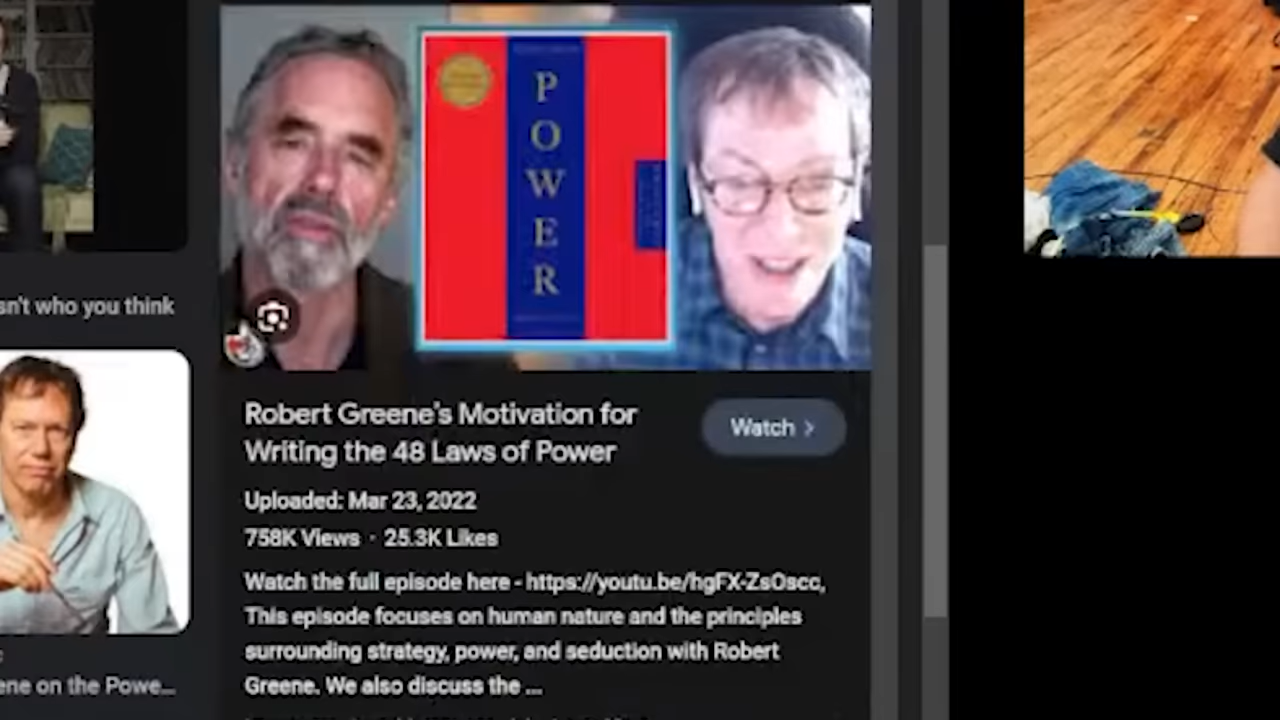 P
O
W
E
R
sn't who you think
Robert Greene's Motivation for
Writing the 48 Laws of Power
Watch >
Uploaded: Mar 23, 2022
758K Views · 25.3K Likes
Watch the full episode here - https://youtu.be/hgFX-ZsOscc,
This episode focuses on human nature and the principles
surrounding strategy, power, and seduction with Robert
Greene. We also discuss the ...
ene on the Powe...